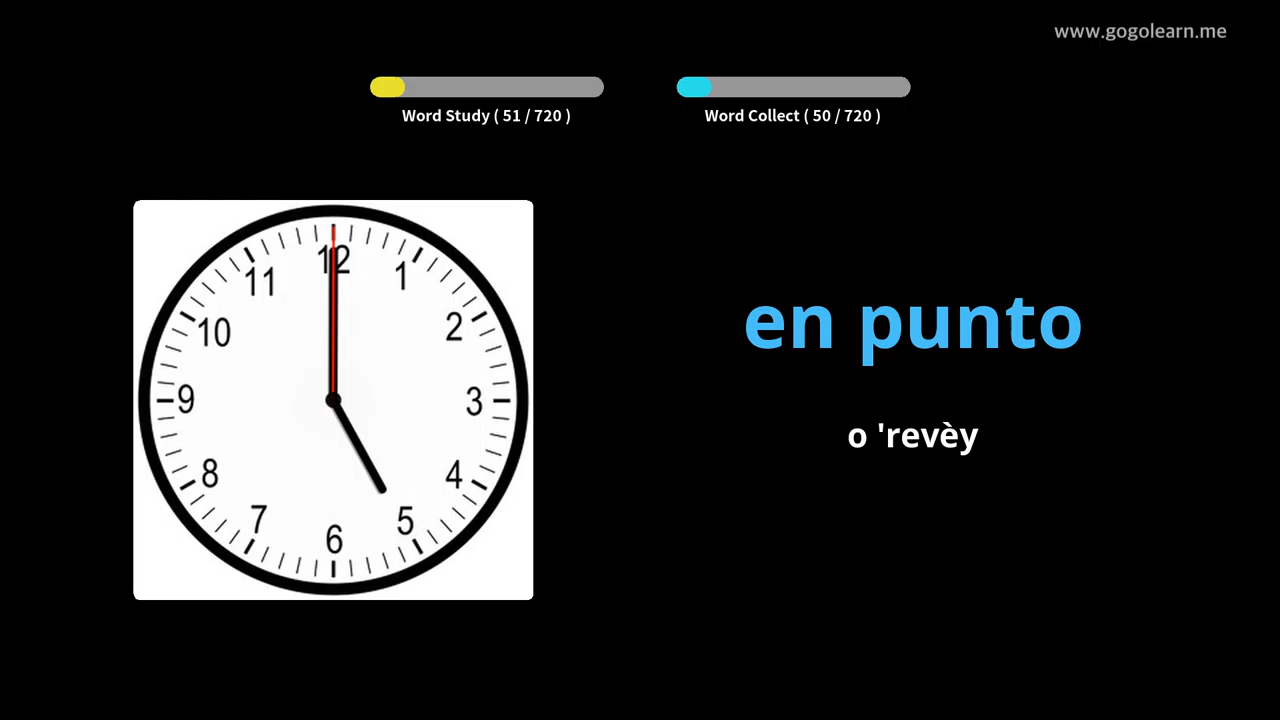 www.gogolearn.me
Word Study ( 51 / 720 )
Word Collect ( 50 / 720 )
12
1
2
3
4
5
6
7
8
9
10
11
en punto
o 'revèy